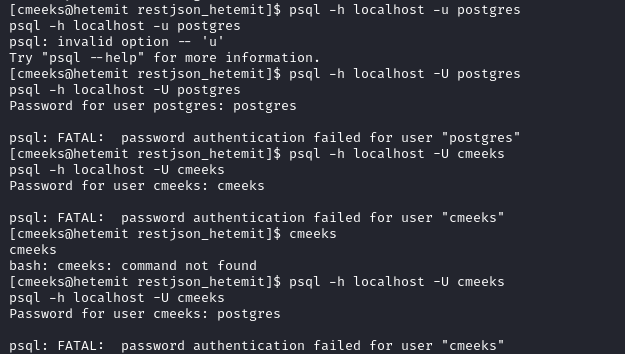 [cmeeks@hetemit restjson_hetemit]$ psql -h localhost -u postgres
psql -h localhost -u postgres
psql: invalid option -- 'u'
Try "psql --help" for more information.
[cmeeks@hetemit restjson_hetemit]$ psql -h localhost -U postgres
psql -h localhost -U postgres
Password for user postgres: postgres

psql: FATAL:  password authentication failed for user "postgres"
[cmeeks@hetemit restjson_hetemit]$ psql -h localhost -U cmeeks
psql -h localhost -U cmeeks
Password for user cmeeks: cmeeks

psql: FATAL:  password authentication failed for user "cmeeks"
[cmeeks@hetemit restjson_hetemit]$ cmeeks
cmeeks
bash: cmeeks: command not found
[cmeeks@hetemit restjson_hetemit]$ psql -h localhost -U cmeeks
psql -h localhost -U cmeeks
Password for user cmeeks: postgres

psql: FATAL:  password authentication failed for user "cmeeks"